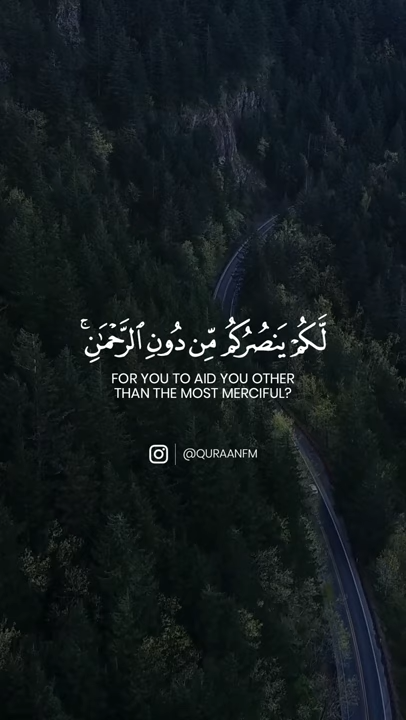 لَّكُمْ يَنصُرُكُم مِّن دُونِ ٱلرَّحْمَـٰنِ ۚ
FOR YOU TO AID YOU OTHER
THAN THE MOST MERCIFUL?
@QURAANFM